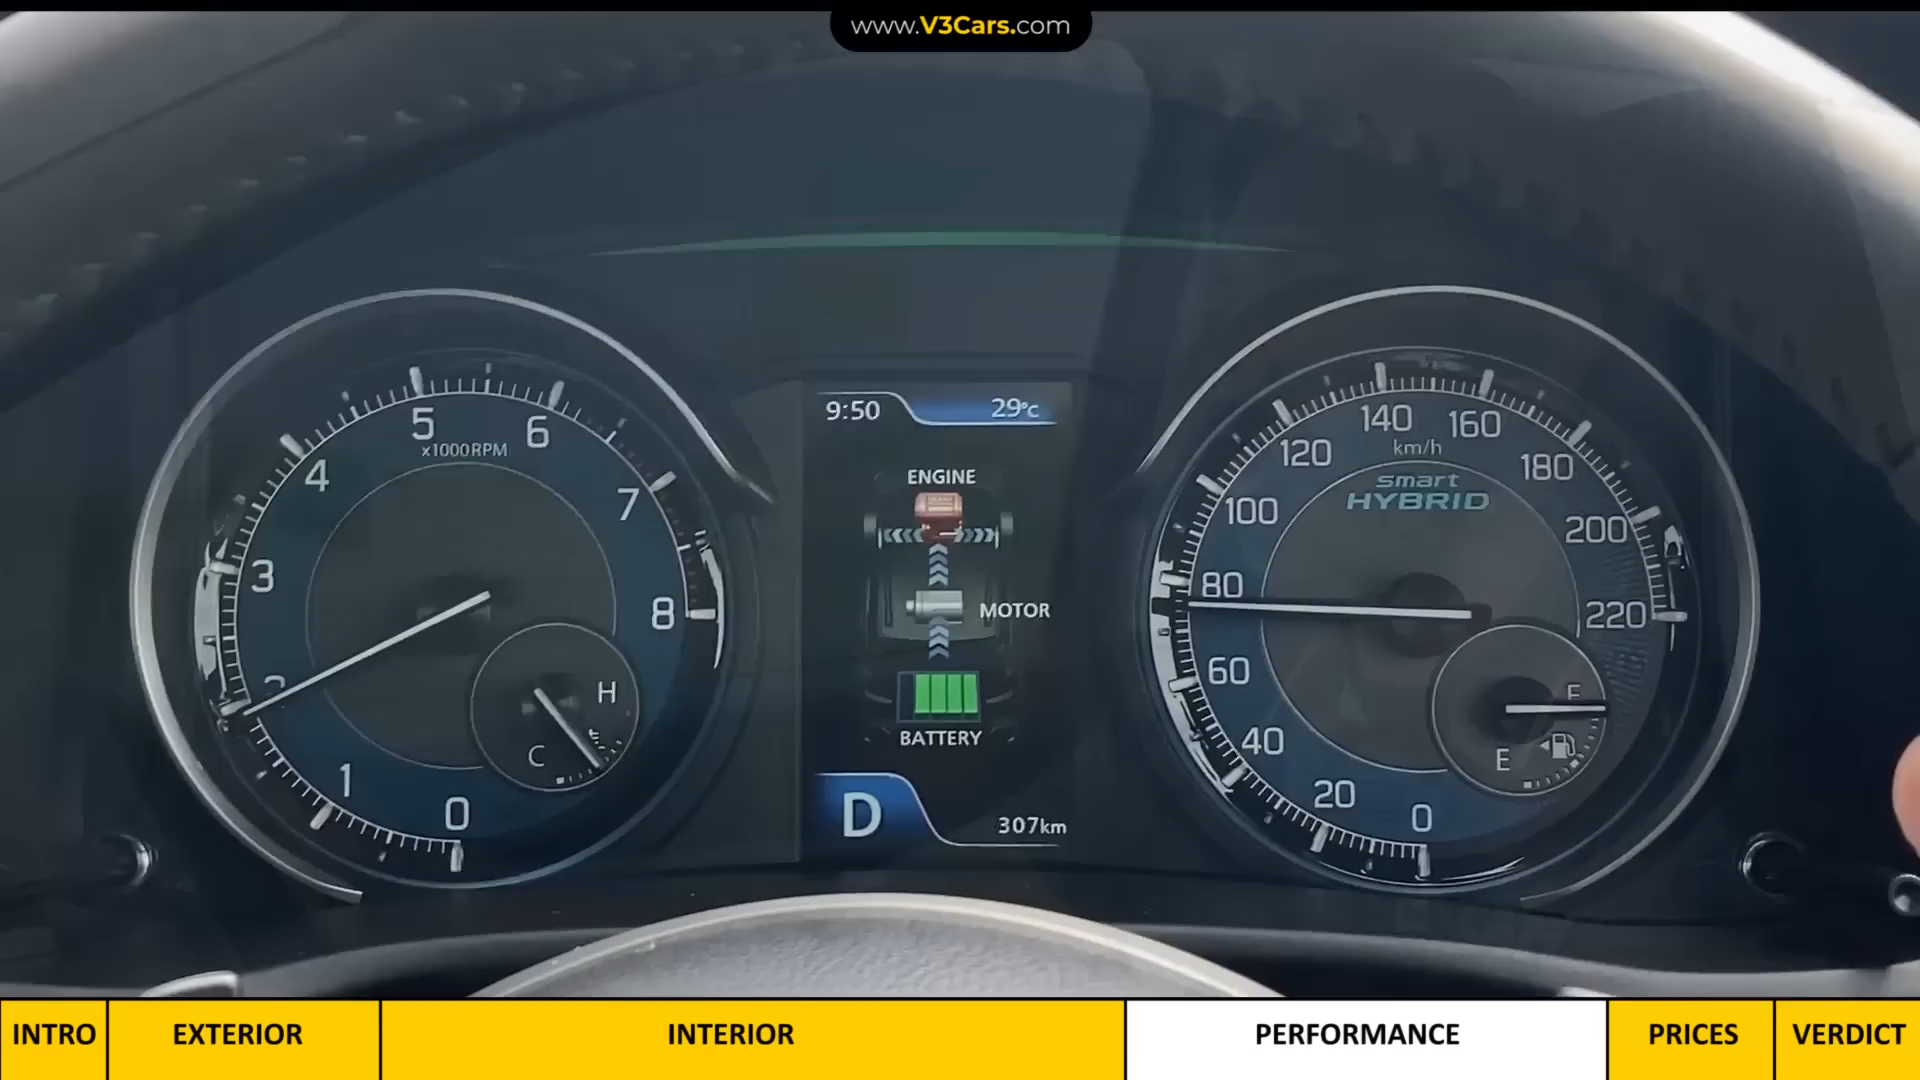 www.V3Cars.com
9:50 29°C
ENGINE
MOTOR
BATTERY
D
307km
0
1
2
3
4
5
6
7
8
x1000RPM
H
C
0
20
40
60
80
100
120
140
160
180
200
220
km/h
smart
HYBRID
F
E
INTRO EXTERIOR INTERIOR PERFORMANCE PRICES VERDICT